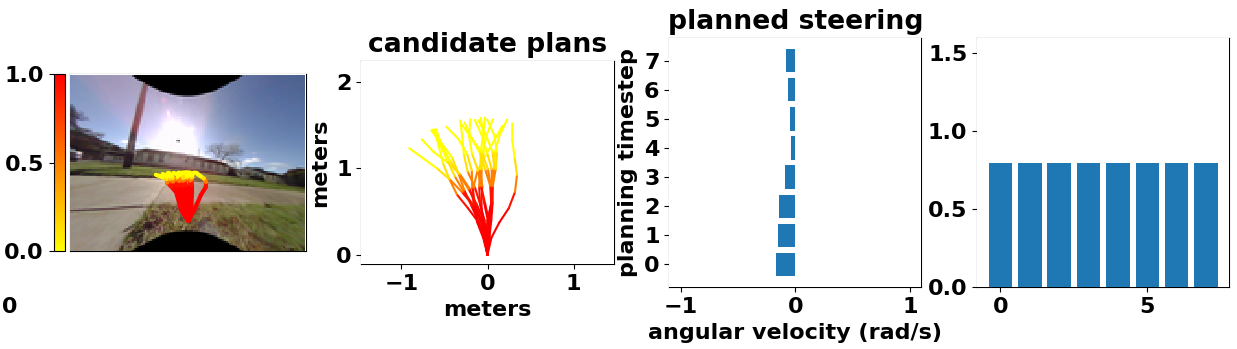 1.0
0.5
0.0
0
candidate plans
2
1
0
−1 0 1
meters
meters
planned steering
planning timestep
7
6
5
4
3
2
1
0
−1 0 1
angular velocity (rad/s)
1.5
1.0
0.5
0.0
0 5